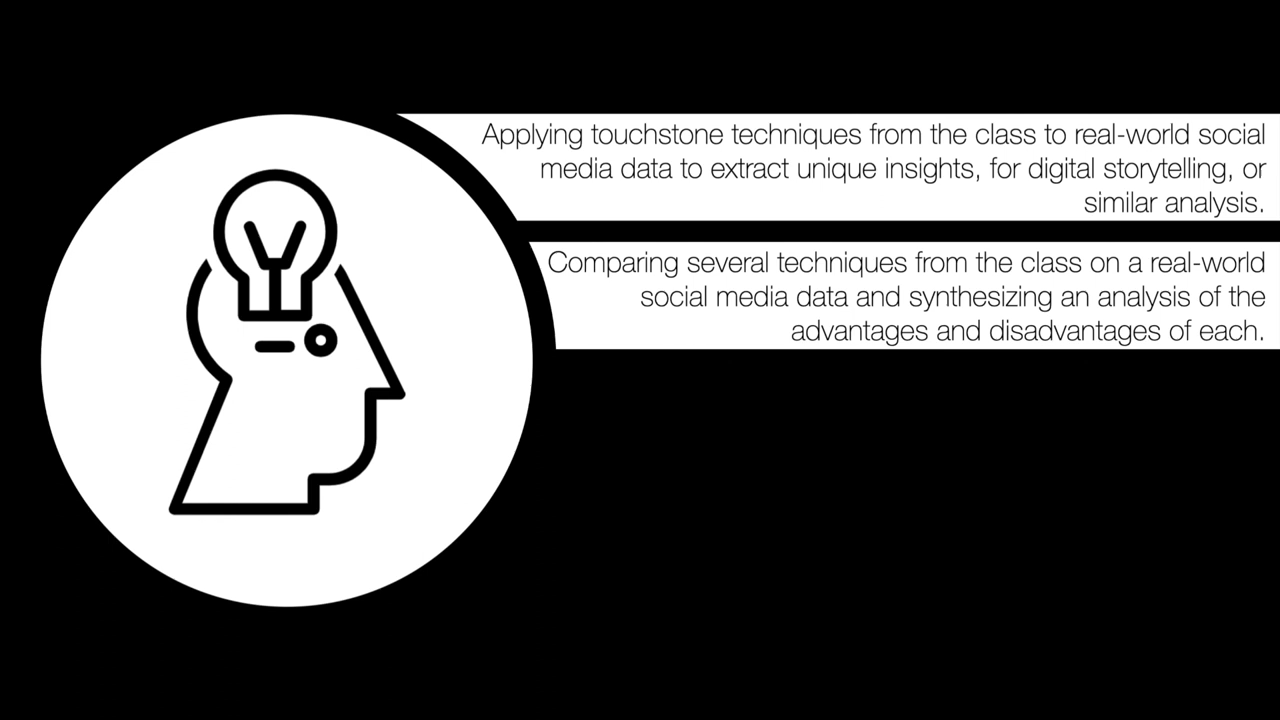 Applying touchstone techniques from the class to real-world social
media data to extract unique insights, for digital storytelling, or
similar analysis.
Comparing several techniques from the class on a real-world
social media data and synthesizing an analysis of the
advantages and disadvantages of each.